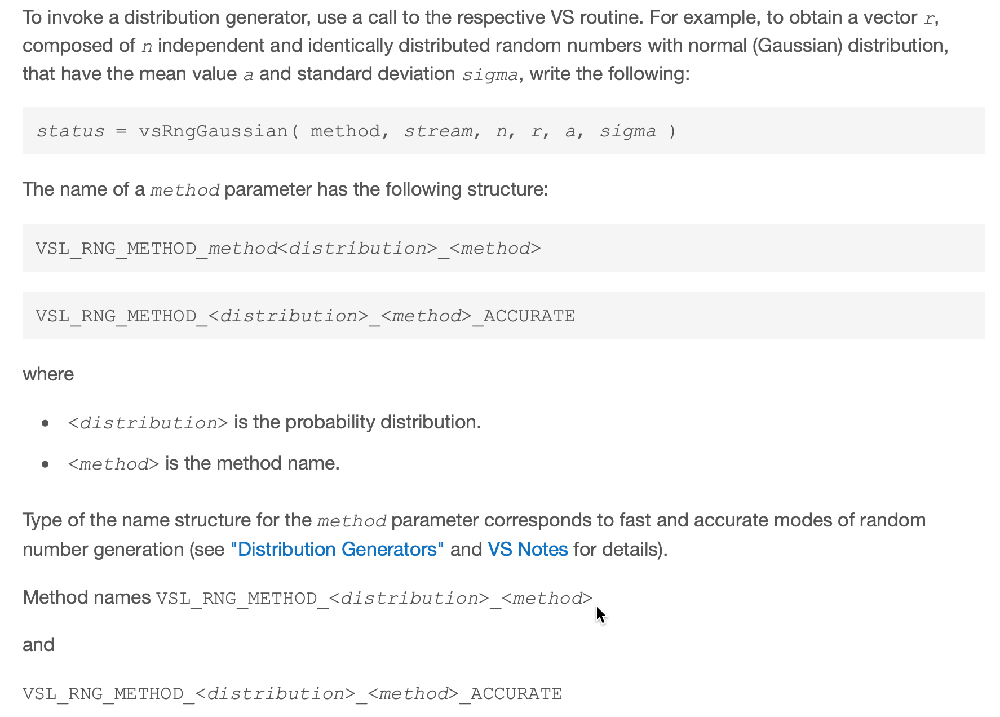 To invoke a distribution generator, use a call to the respective VS routine. For example, to obtain a vector r,
composed of n independent and identically distributed random numbers with normal (Gaussian) distribution,
that have the mean value a and standard deviation sigma, write the following:
status = vsRngGaussian( method, stream, n, r, a, sigma )
The name of a method parameter has the following structure:
VSL_RNG_METHOD_method<distribution>_<method>
VSL_RNG_METHOD_<distribution>_<method>_ACCURATE
where
• <distribution> is the probability distribution.
• <method> is the method name.
Type of the name structure for the method parameter corresponds to fast and accurate modes of random
number generation (see "Distribution Generators" and VS Notes for details).
Method names VSL_RNG_METHOD_<distribution>_<method>
and
VSL_RNG_METHOD_<distribution>_<method>_ACCURATE